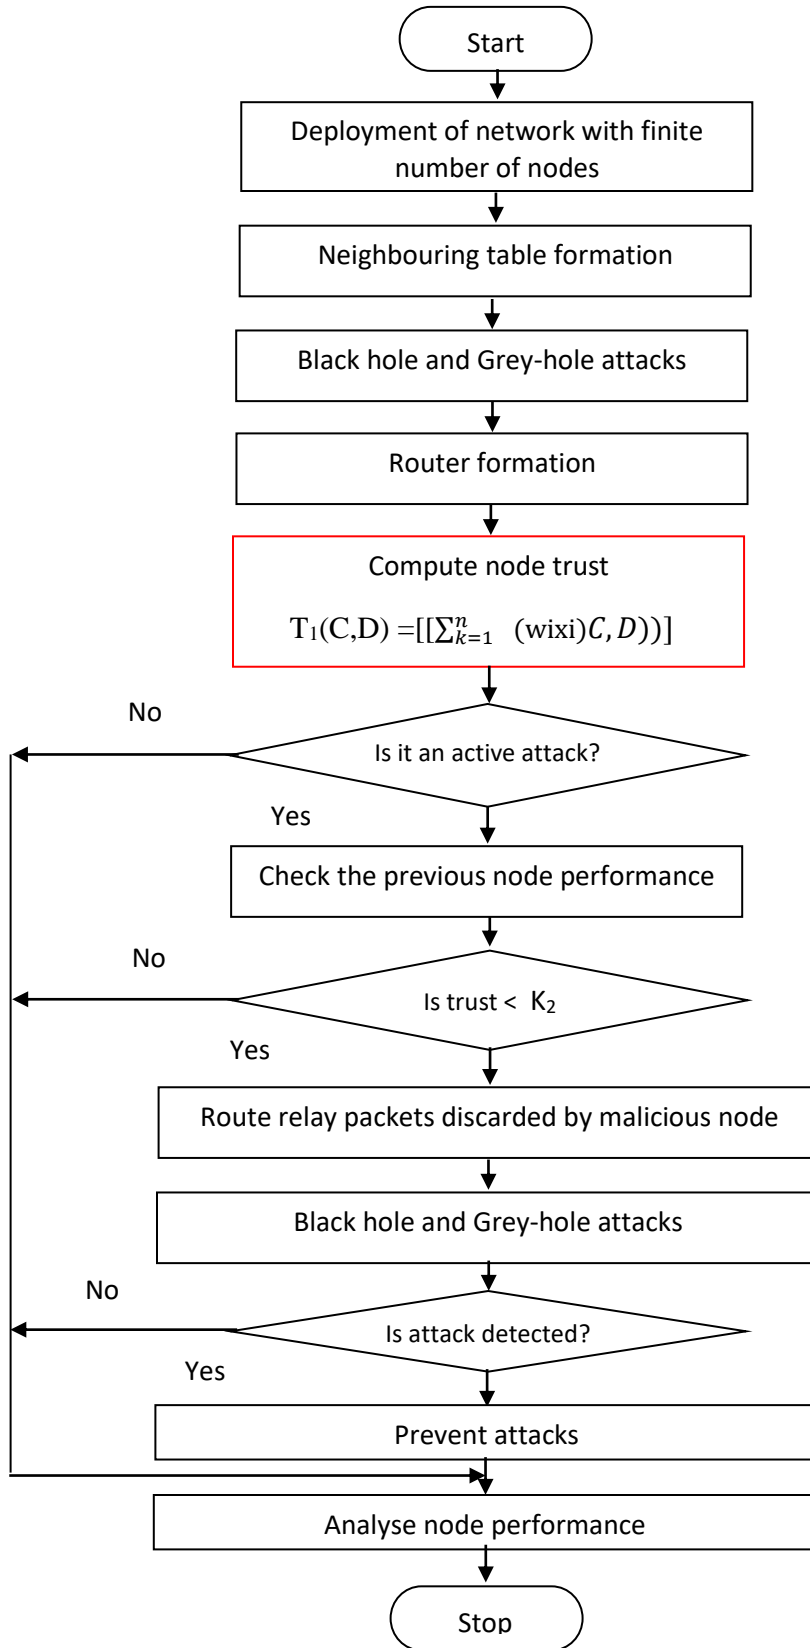 Start
Deployment of network with finite
number of nodes
Neighbouring table formation
Black hole and Grey-hole attacks
Router formation
Compute node trust
T₁(C,D) =[[∑ⁿₖ₌₁ (wixi)C, D))]
No
Is it an active attack?
Yes
Check the previous node performance
No
Is trust < K₂
Yes
Route relay packets discarded by malicious node
Black hole and Grey-hole attacks
No
Is attack detected?
Yes
Prevent attacks
Analyse node performance
Stop